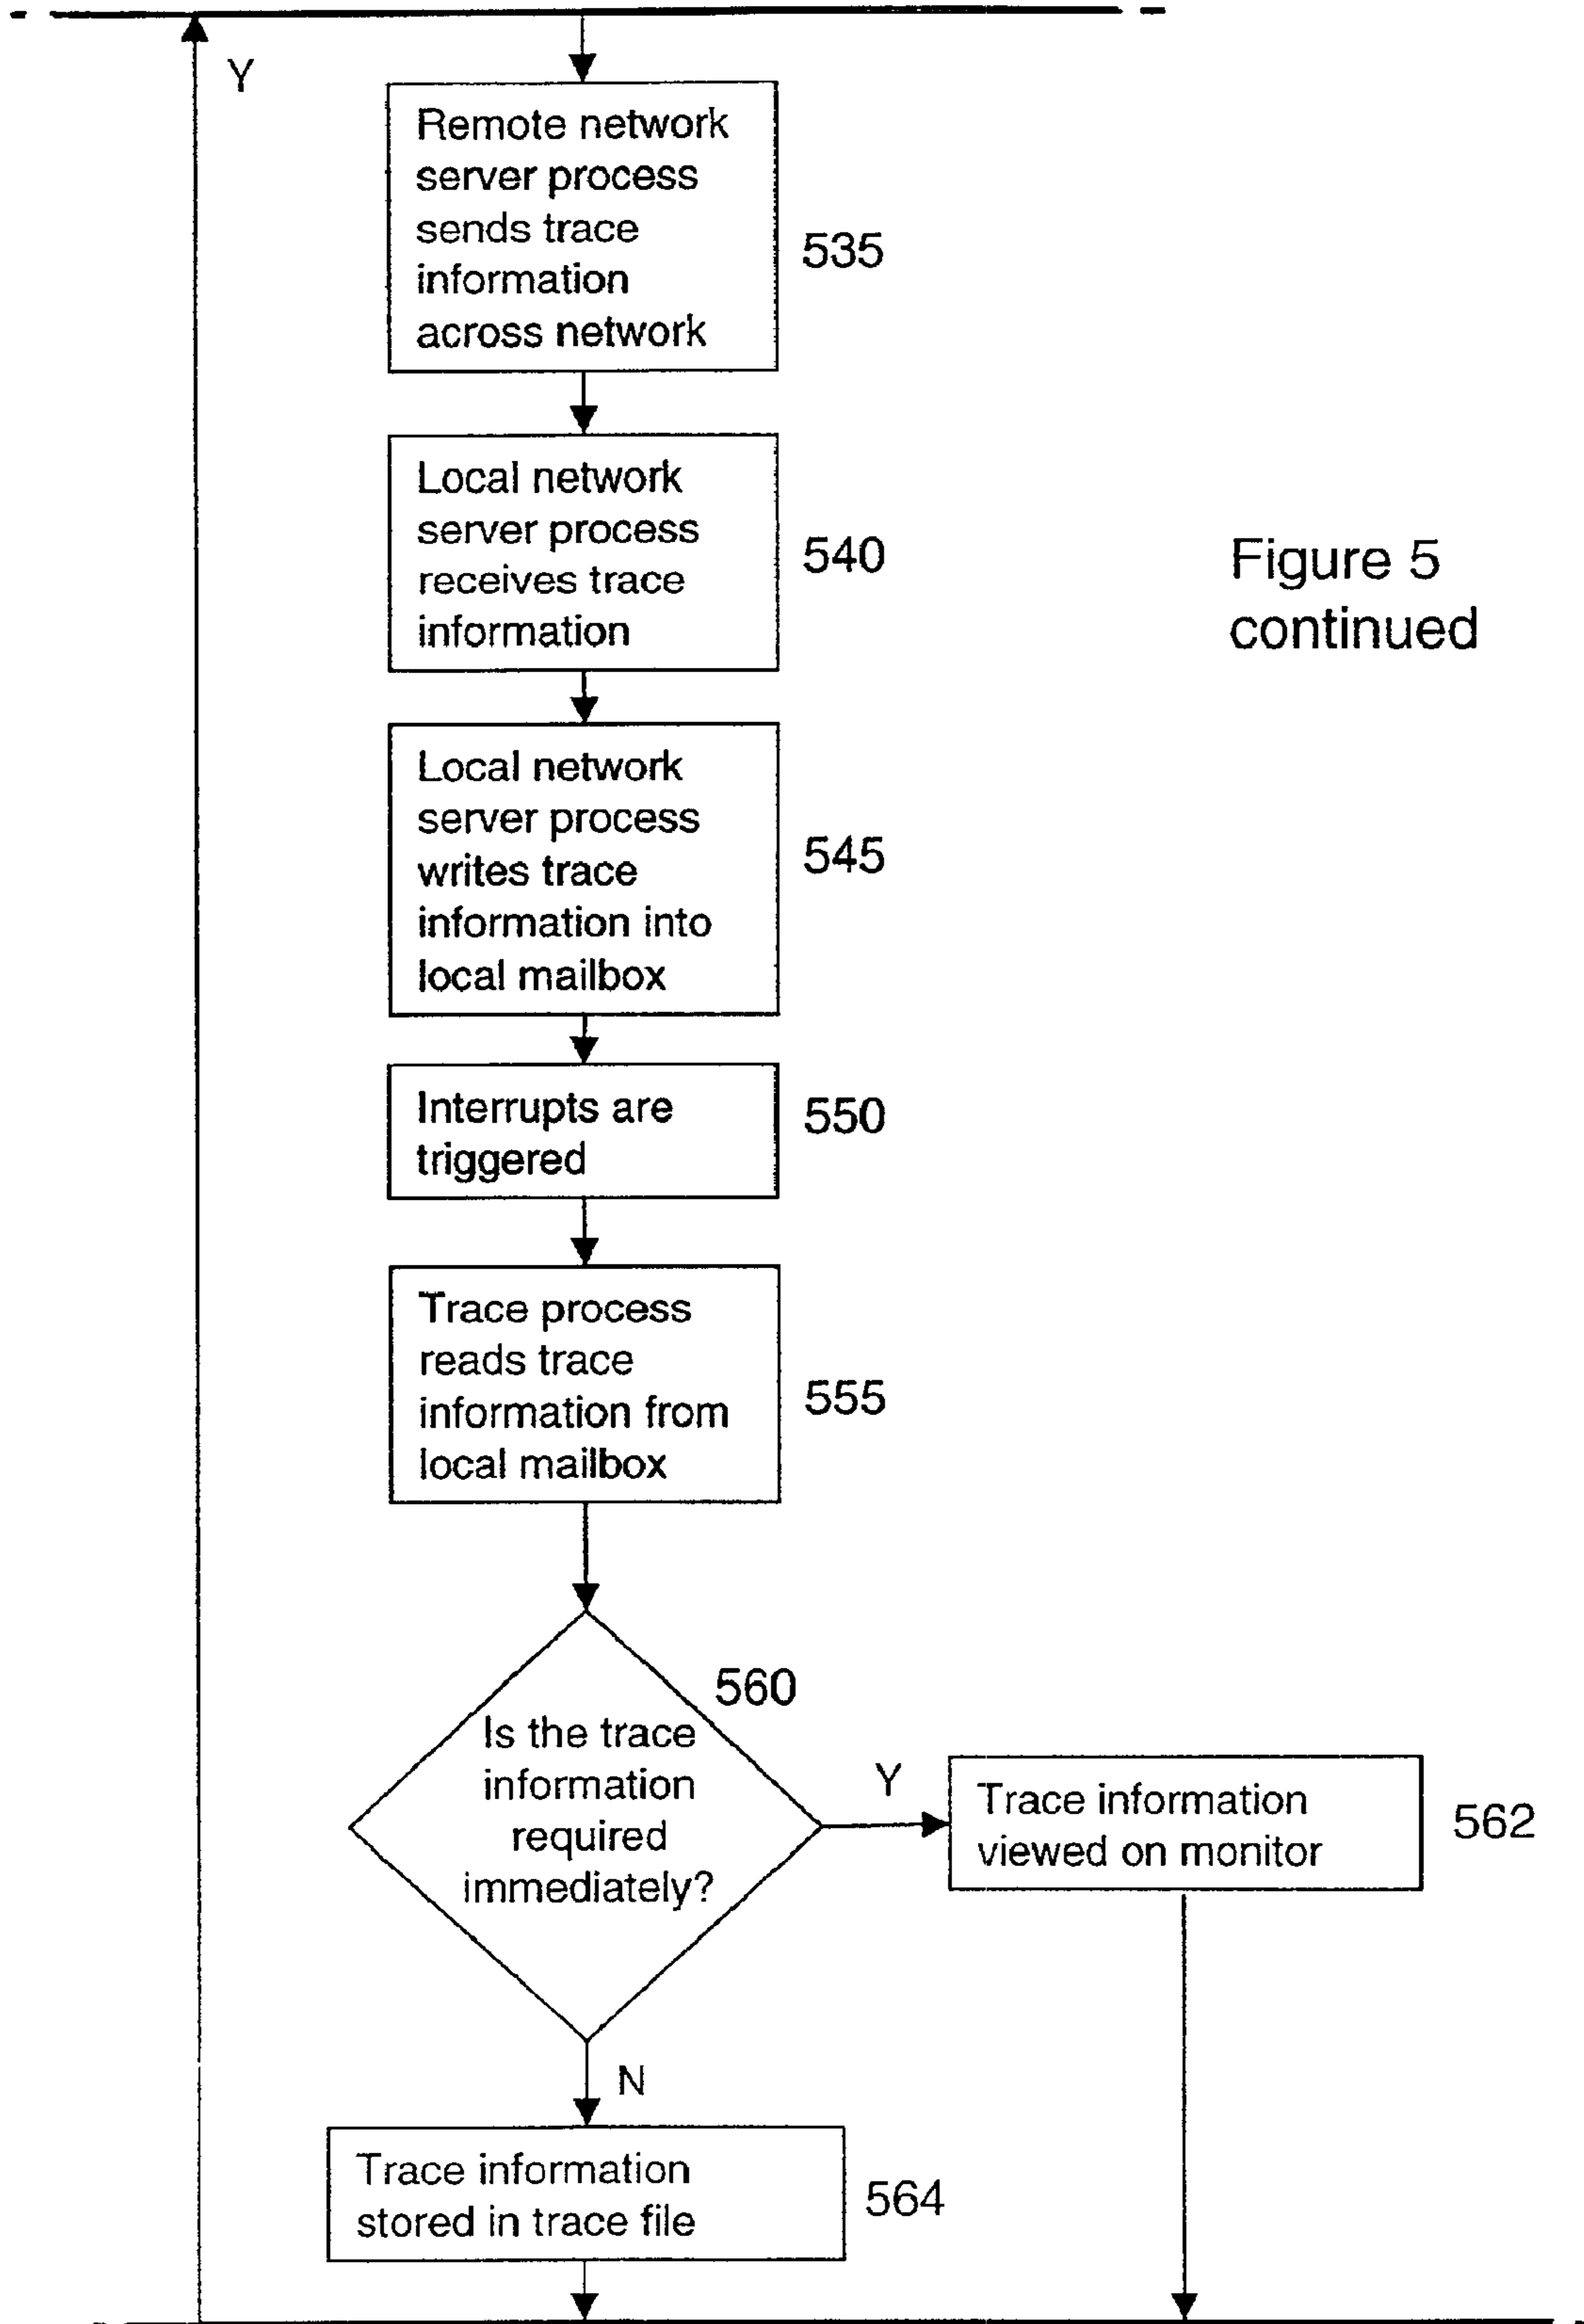 Y
Remote network
server process
sends trace
information
across network
535
Local network
server process
receives trace
information
540
Figure 5
continued
Local network
server process
writes trace
information into
local mailbox
545
Interrupts are
triggered
550
Trace process
reads trace
information from
local mailbox
555
560
Is the trace
information
required
immediately?
Y
Trace information
viewed on monitor
562
N
Trace information
stored in trace file
564